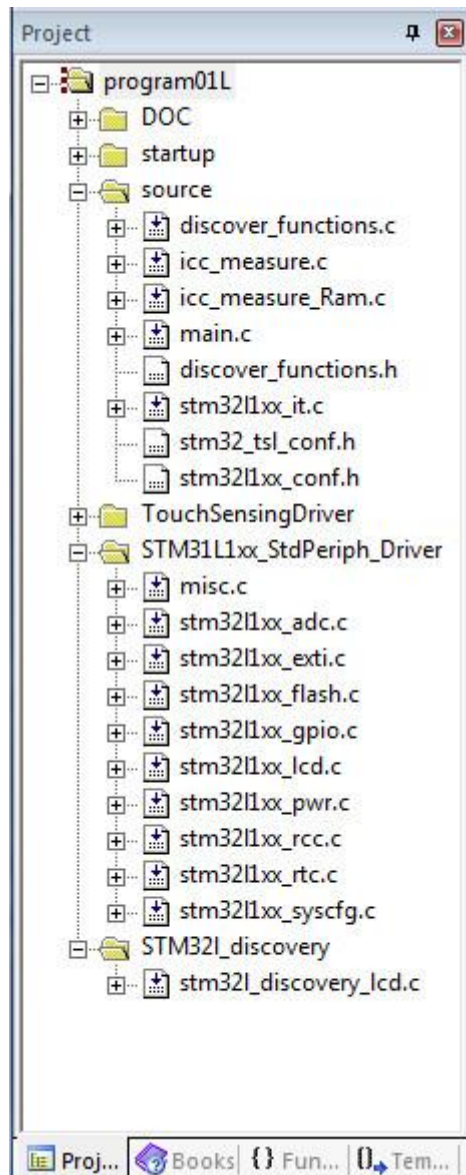 Project
program01L
DOC
startup
source
discover_functions.c
icc_measure.c
icc_measure_Ram.c
main.c
discover_functions.h
stm32l1xx_it.c
stm32_tsl_conf.h
stm32l1xx_conf.h
TouchSensingDriver
STM31L1xx_StdPeriph_Driver
misc.c
stm32l1xx_adc.c
stm32l1xx_exti.c
stm32l1xx_flash.c
stm32l1xx_gpio.c
stm32l1xx_lcd.c
stm32l1xx_pwr.c
stm32l1xx_rcc.c
stm32l1xx_rtc.c
stm32l1xx_syscfg.c
STM32l_discovery
stm32l_discovery_lcd.c
Proj... Books {} Fun... 0 Tem...